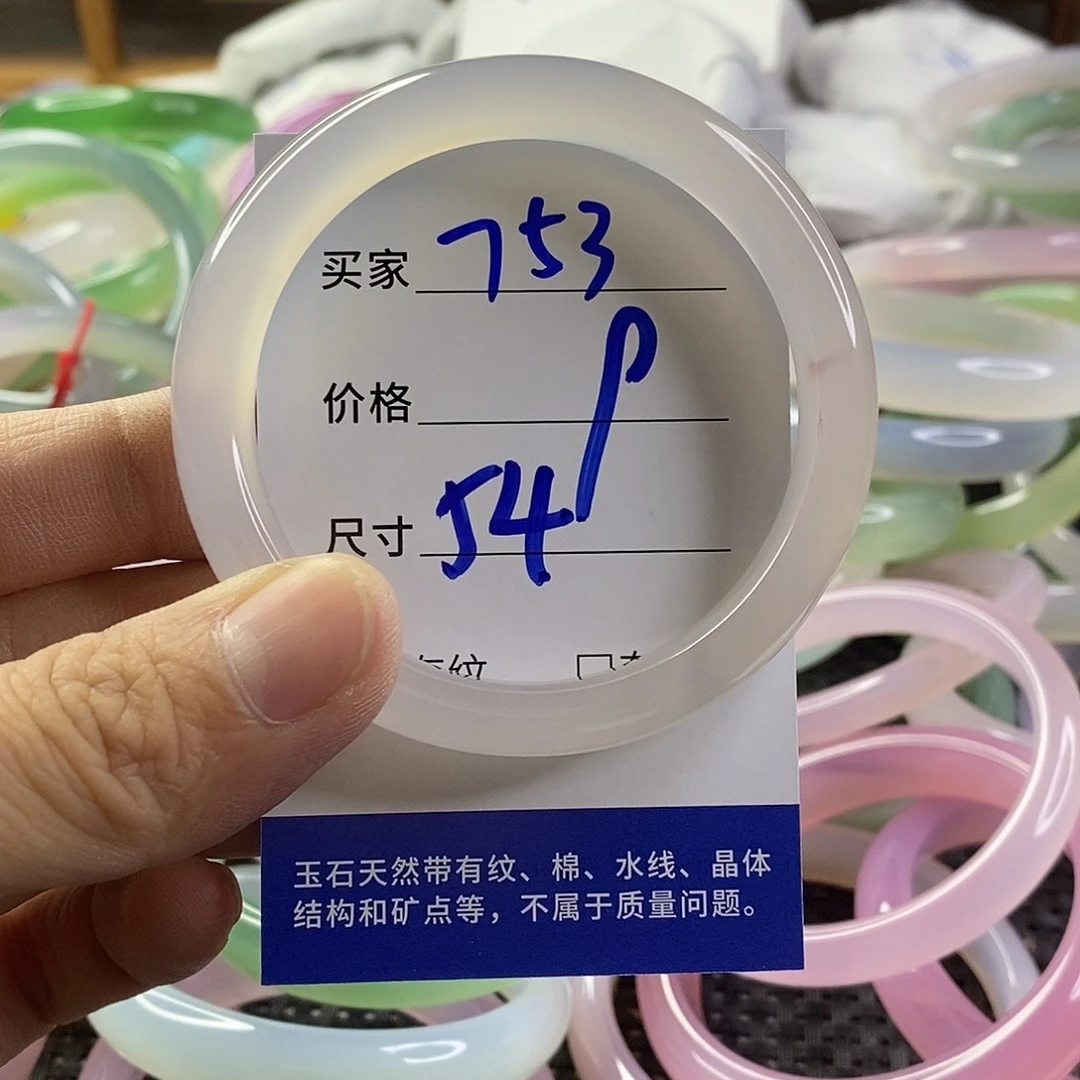 买家 753
价格
尺寸 54
纹 □
玉石天然带有纹、棉、水线、晶体
结构和矿点等，不属于质量问题。